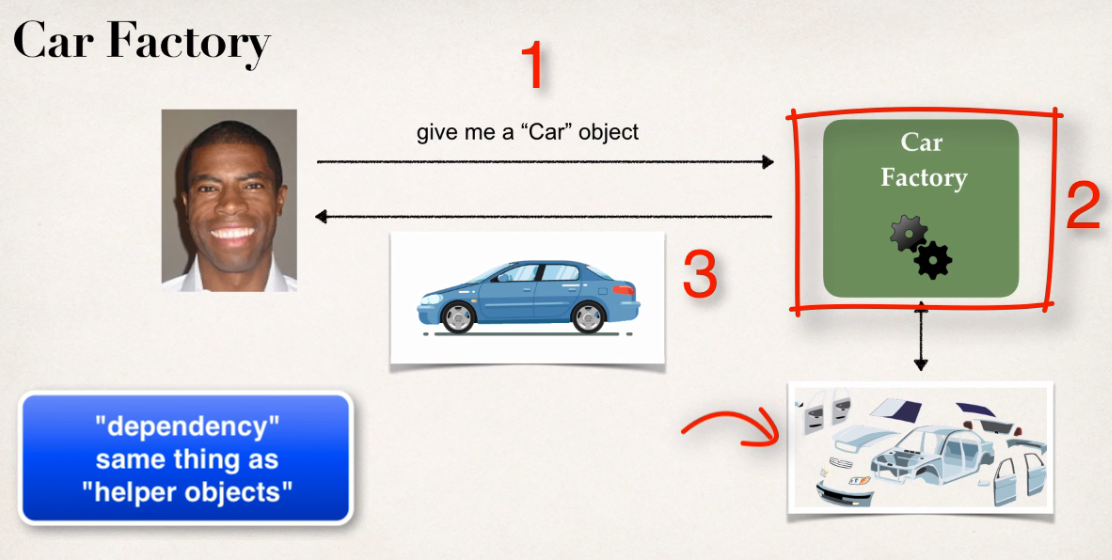 Car Factory
1
give me a “Car” object
Car
Factory
2
3
"dependency"
same thing as
"helper objects"